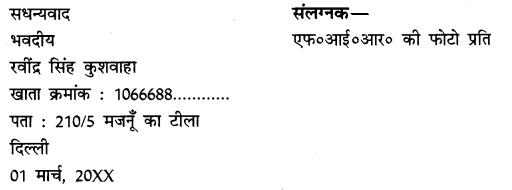 सधन्यवाद
भवदीय
रवींद्र सिंह कुशवाहा
खाता क्रमांक : 1066688............
पता : 210/5 मजनूँ का टीला
दिल्ली
01 मार्च, 20XX
संलग्नक—
एफ०आई०आर० की फोटो प्रति